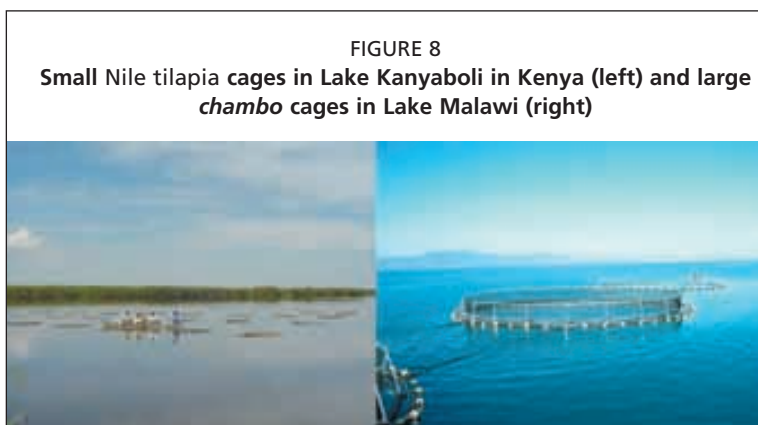 FIGURE 8
Small Nile tilapia cages in Lake Kanyaboli in Kenya (left) and large
chambo cages in Lake Malawi (right)